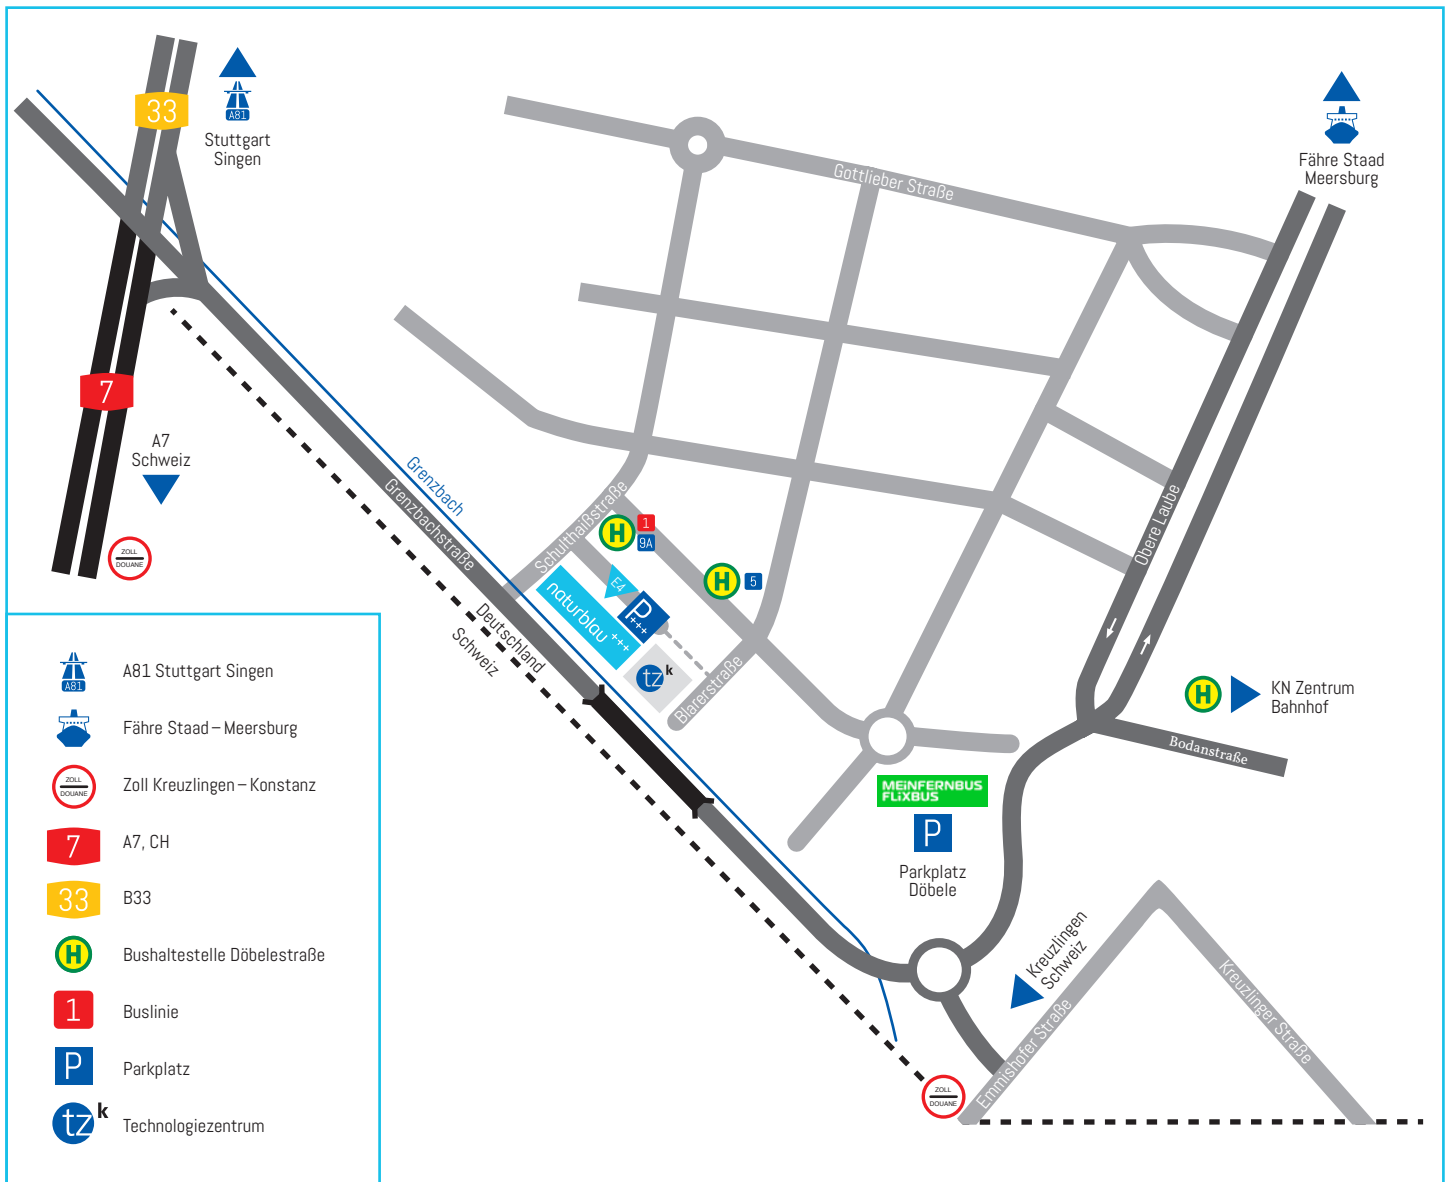 33
A81
Stuttgart
Singen
Fähre Staad
Meersburg
Gottlieber Straße
7
A7
Schweiz
ZOLL
DOUANE
Grenzbach
Grenzbachstraße
Deutschland
Schweiz
Schulthaißstraße
H
1
9A
H
5
E4
P+++
naturblau +++
tz k
Blarerstraße
Obere Laube
H
KN Zentrum
Bahnhof
Bodanstraße
MEINFERNBUS
FLiXBUS
P
Parkplatz
Döbele
Kreuzlingen
Schweiz
Emmishofer Straße
Kreuzlinger Straße
ZOLL
DOUANE
A81
A81 Stuttgart Singen
Fähre Staad – Meersburg
ZOLL
DOUANE
Zoll Kreuzlingen – Konstanz
7
A7, CH
33
B33
H
Bushaltestelle Döbelestraße
1
Buslinie
P
Parkplatz
tz k
Technologiezentrum